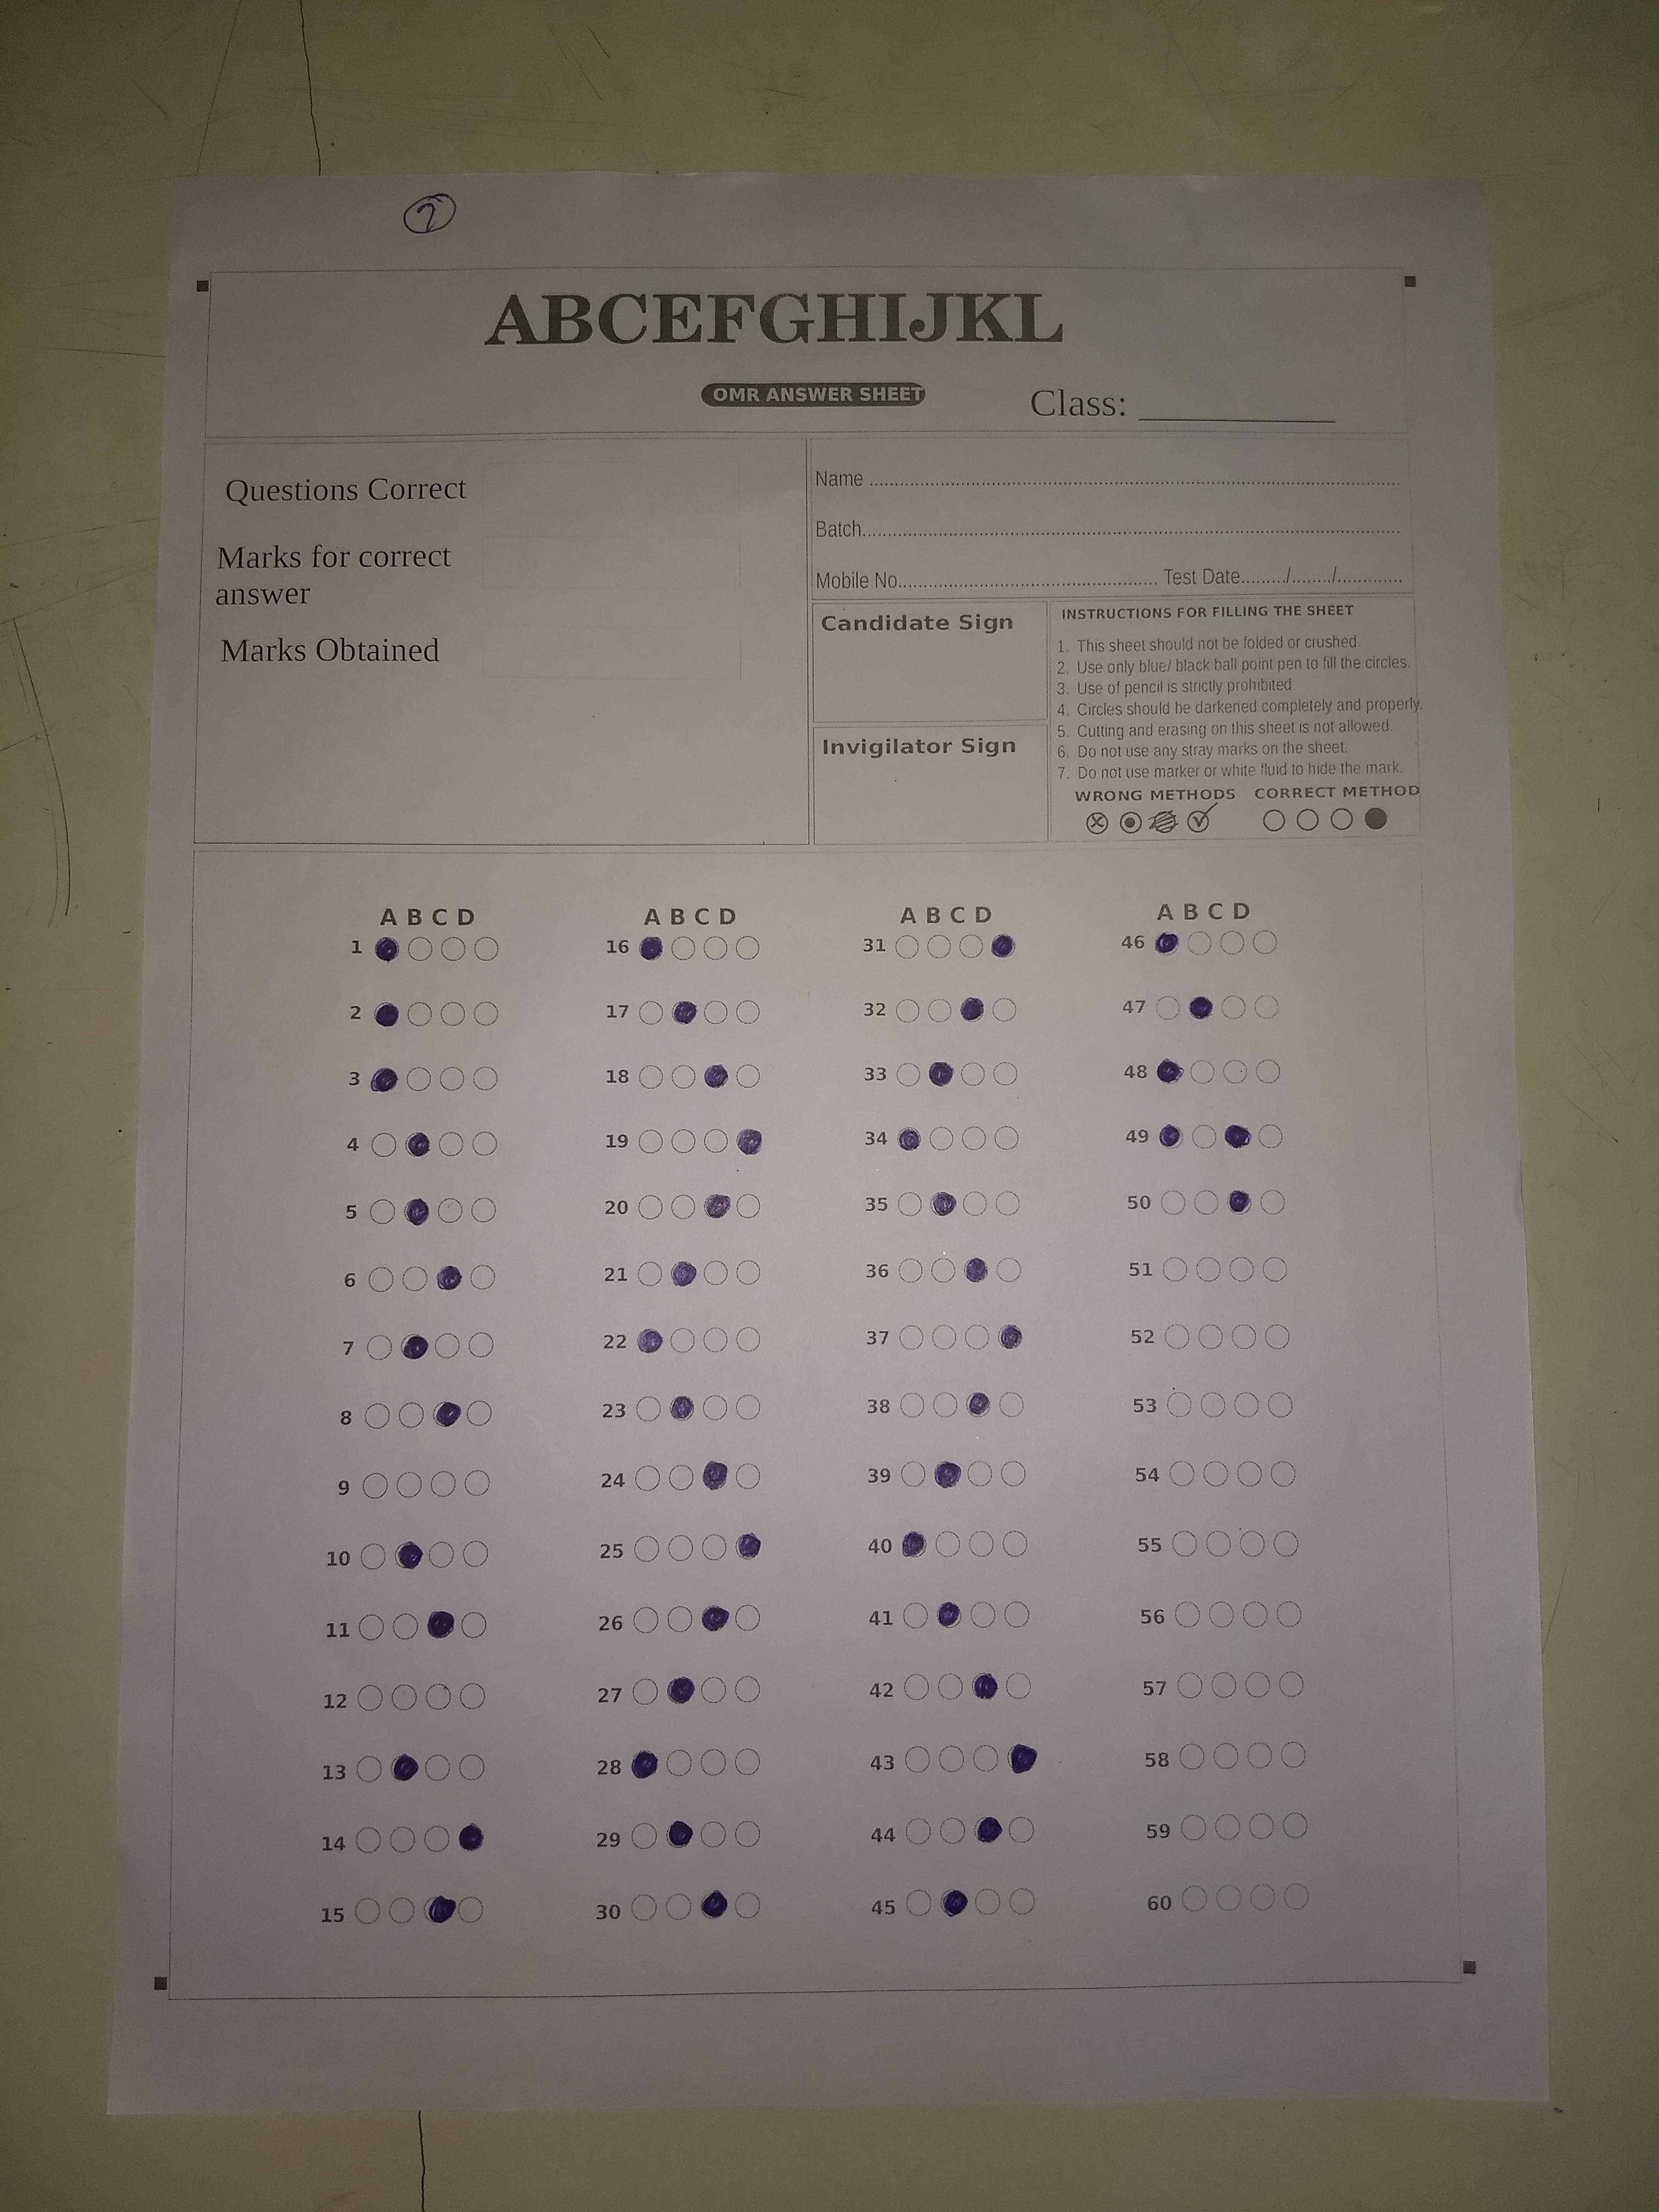 2
ABCEFGHIJKL
OMR ANSWER SHEET
Class: ___________
Questions Correct
Marks for correct
answer
Marks Obtained
Name ..........................................................................................................
Batch..........................................................................................................
Mobile No.................................................... Test Date........./......../.............
Candidate Sign
Invigilator Sign
INSTRUCTIONS FOR FILLING THE SHEET
1. This sheet should not be folded or crushed.
2. Use only blue/ black ball point pen to fill the circles.
3. Use of pencil is strictly prohibited.
4. Circles should be darkened completely and properly.
5. Cutting and erasing on this sheet is not allowed.
6. Do not use any stray marks on the sheet.
7. Do not use marker or white fluid to hide the mark.
WRONG METHODS CORRECT METHOD
A B C D
1
2
3
4
5
6
7
8
9
10
11
12
13
14
15
A B C D
16
17
18
19
20
21
22
23
24
25
26
27
28
29
30
A B C D
31
32
33
34
35
36
37
38
39
40
41
42
43
44
45
A B C D
46
47
48
49
50
51
52
53
54
55
56
57
58
59
60